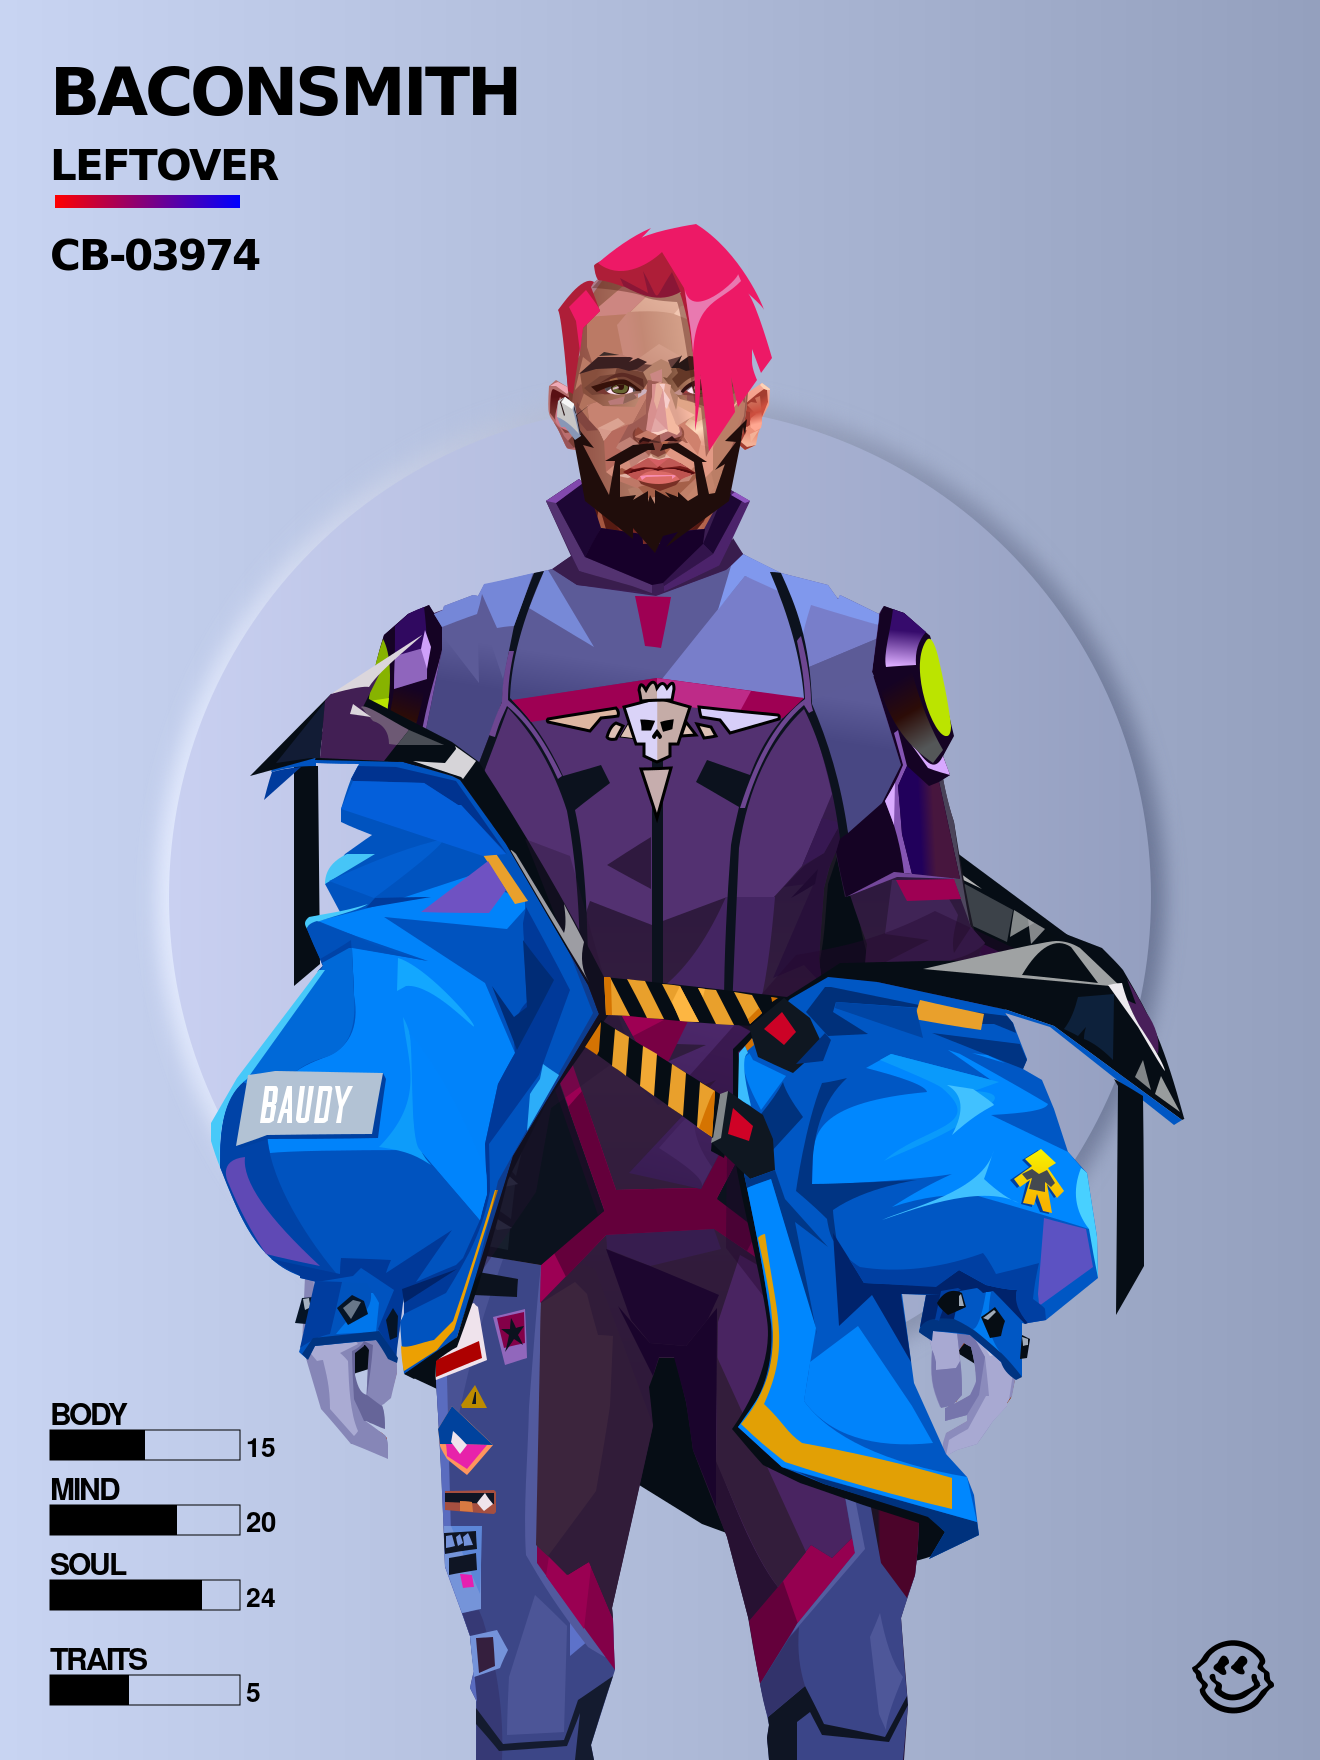 BACONSMITH
LEFTOVER
CB-03974
BAUDY
BODY
15
MIND
20
SOUL
24
TRAITS
5